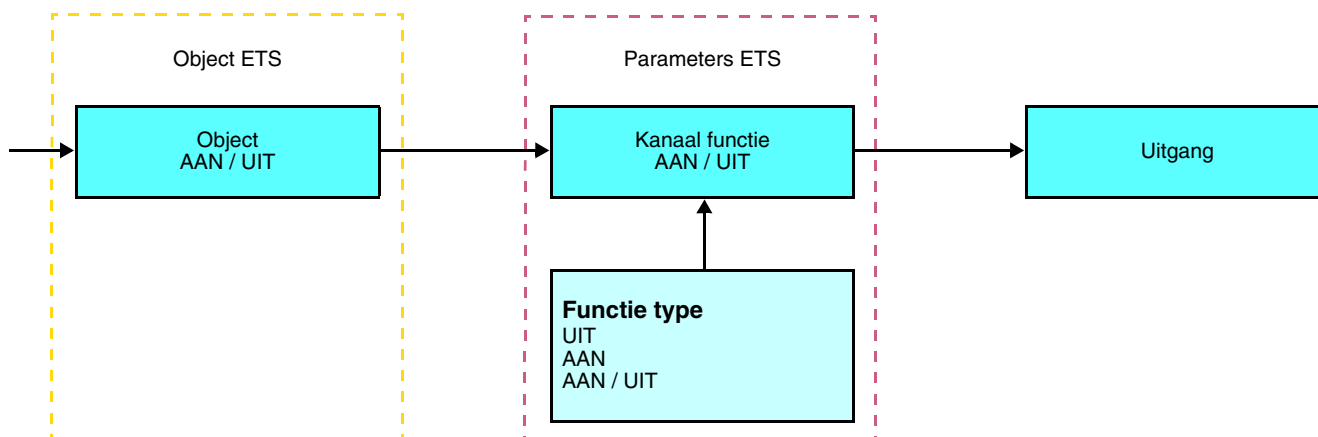 Object ETS
Parameters ETS
Object
AAN / UIT
Kanaal functie
AAN / UIT
Uitgang
Functie type
UIT
AAN
AAN / UIT